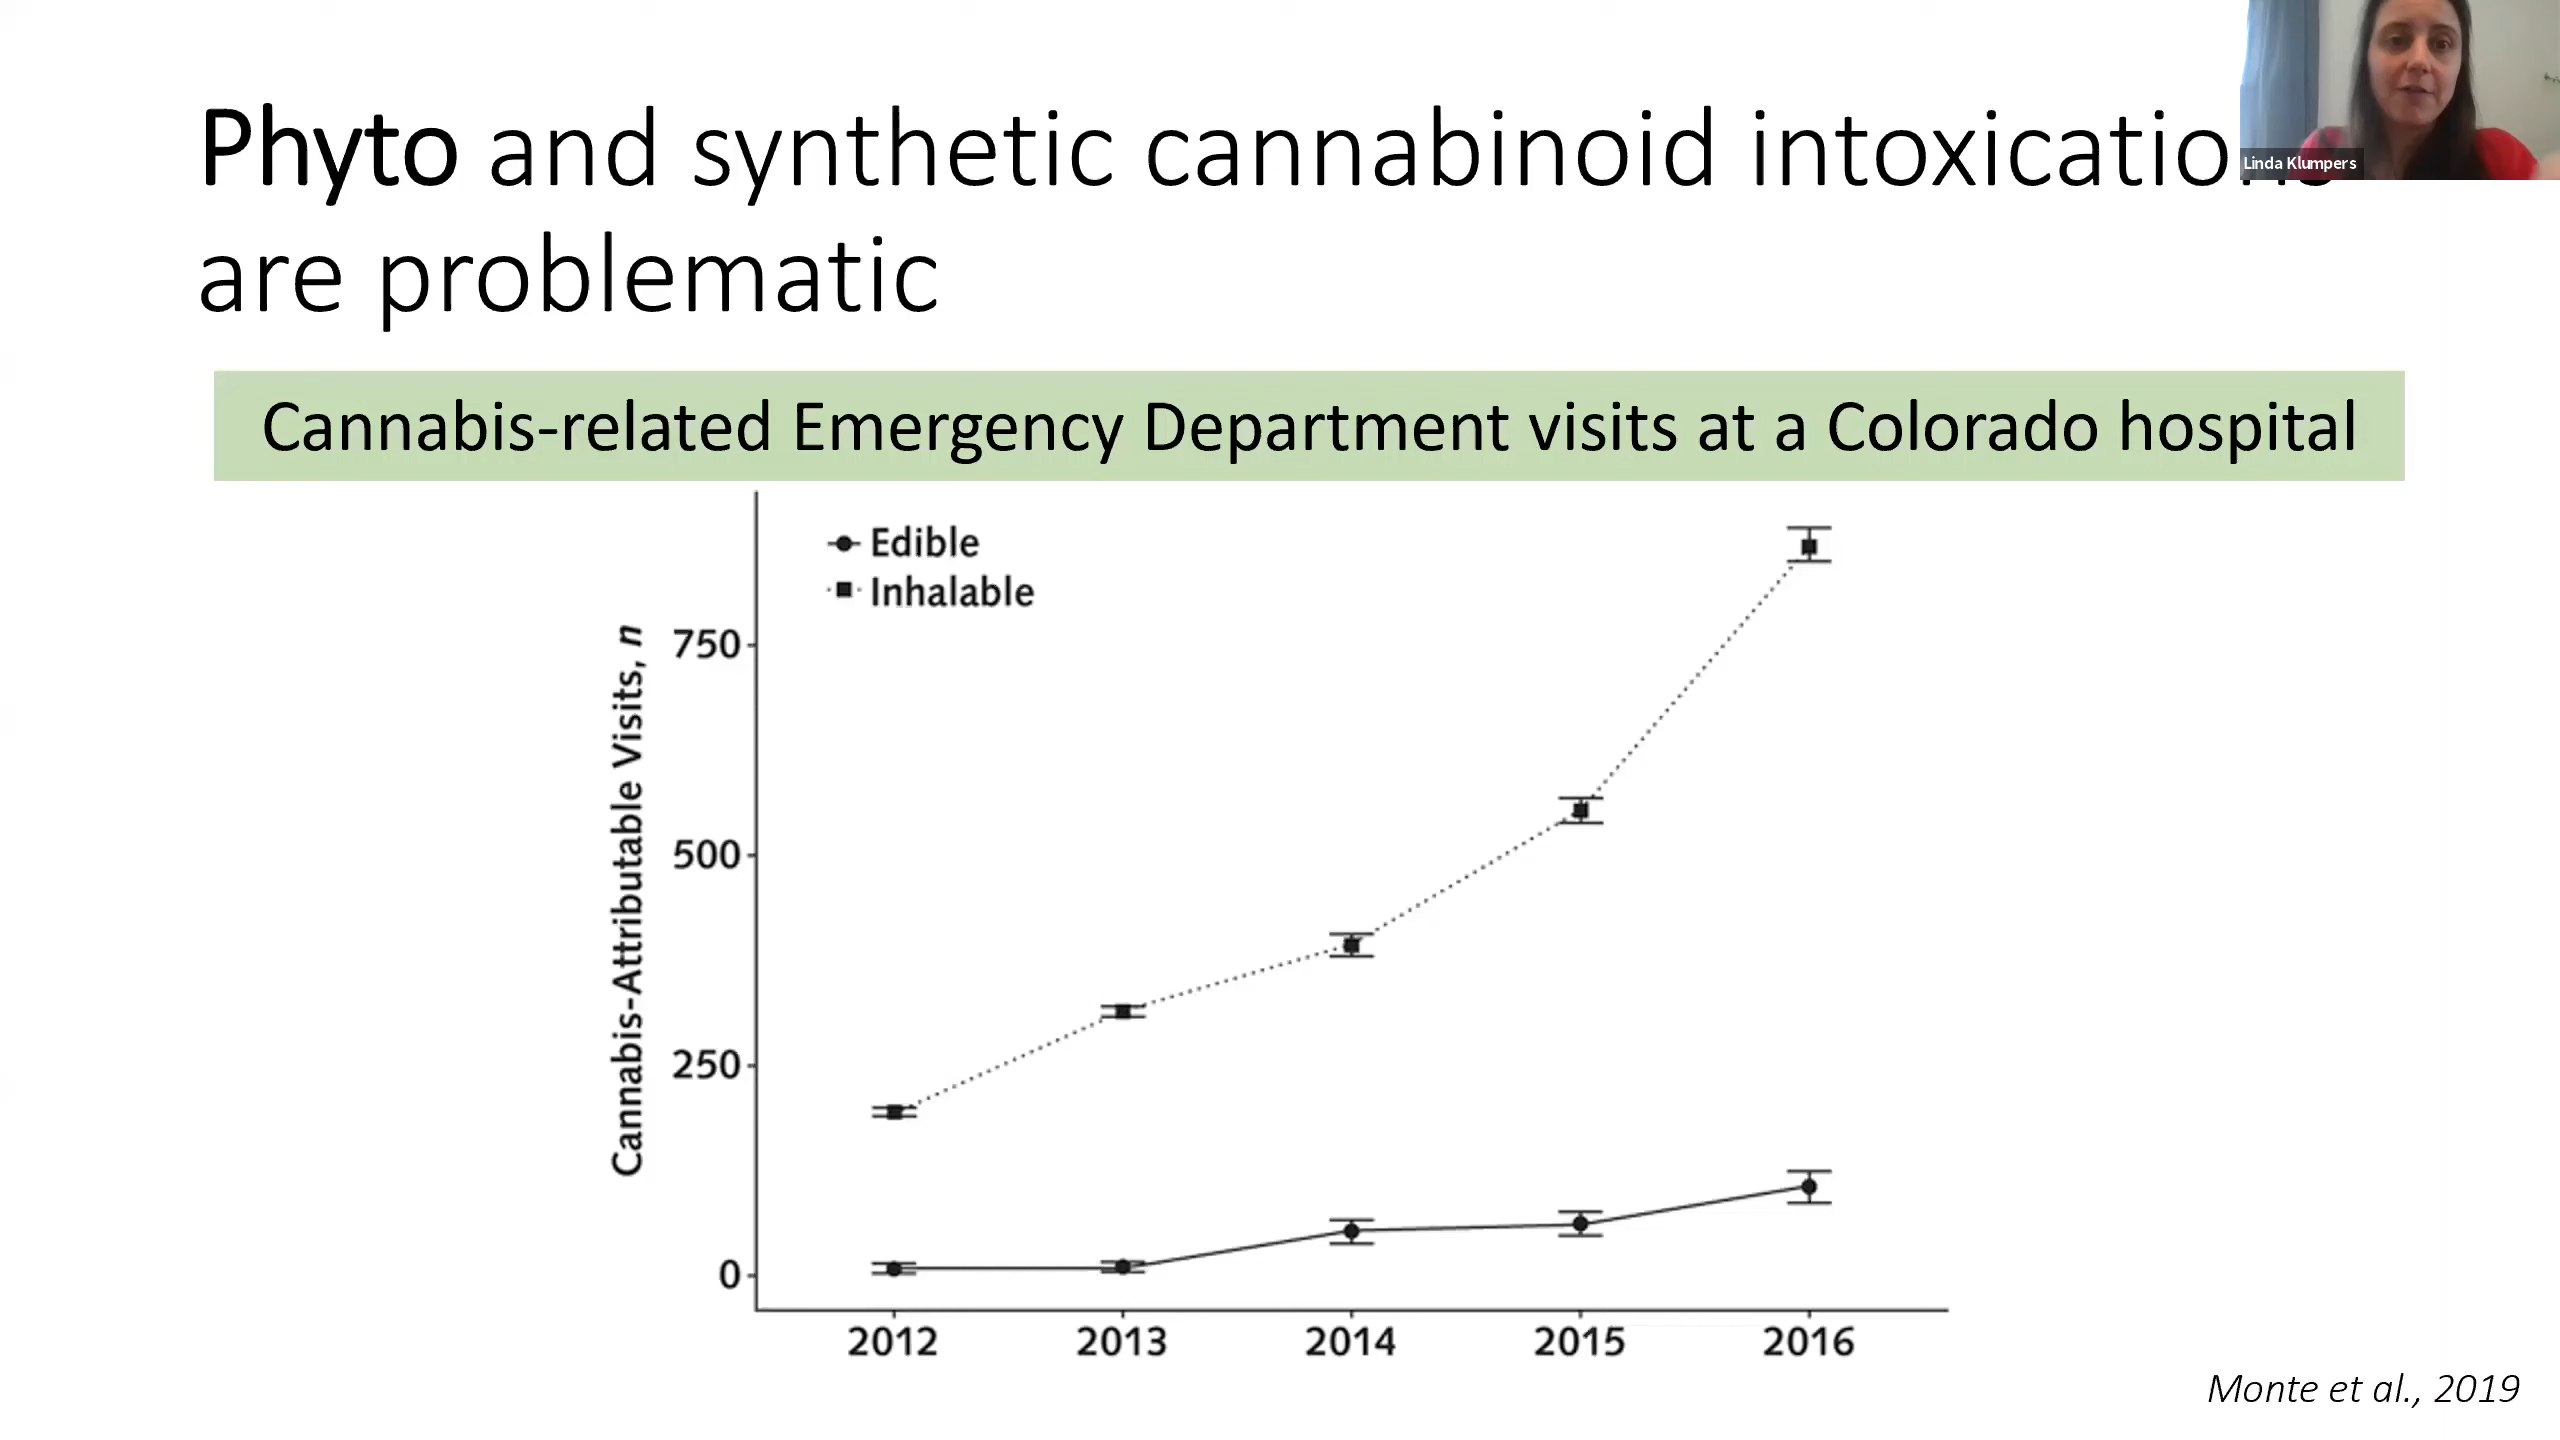 Phyto and synthetic cannabinoid intoxications
are problematic
Linda Klumpers
Cannabis-related Emergency Department visits at a Colorado hospital
Edible
Inhalable
Cannabis-Attributable Visits, n
750
500
250
0
2012 2013 2014 2015 2016
Monte et al., 2019